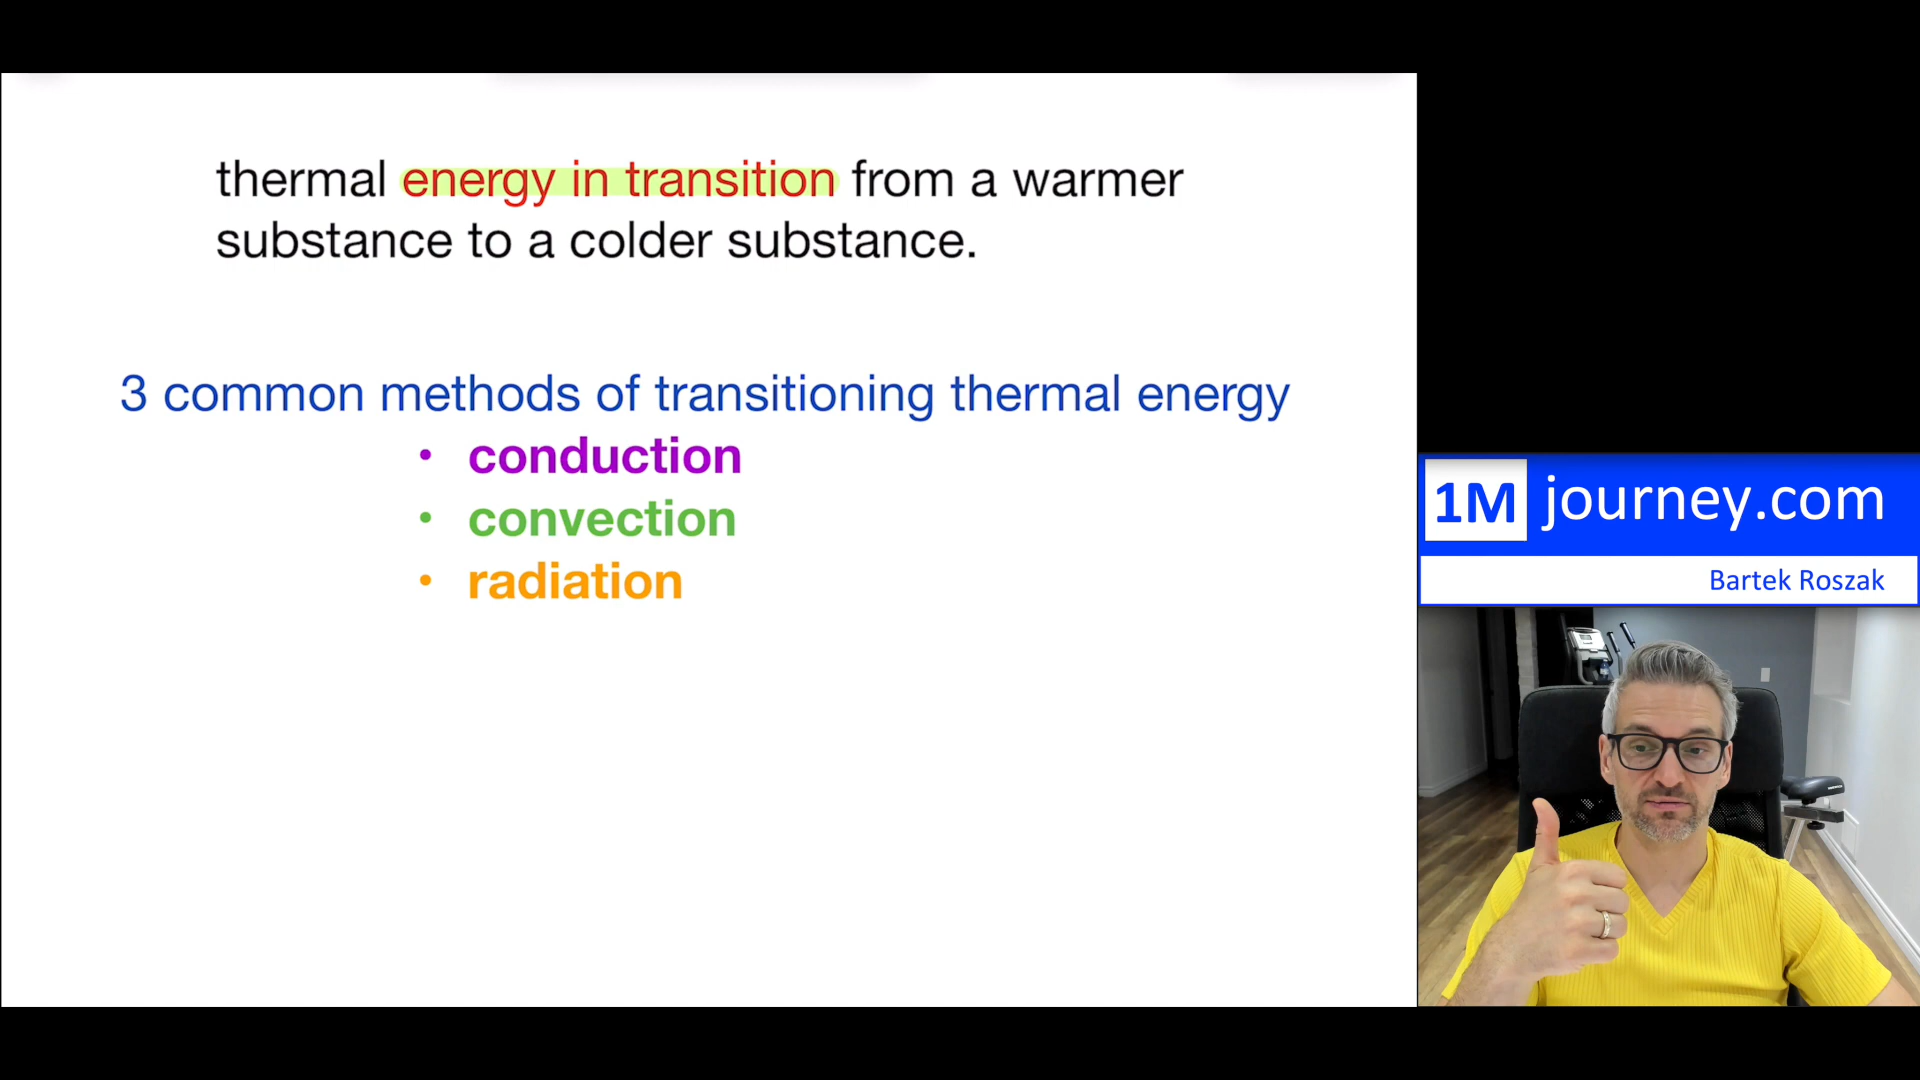 thermal energy in transition from a warmer
substance to a colder substance.
3 common methods of transitioning thermal energy
• conduction
• convection
• radiation
1M journey.com
Bartek Roszak